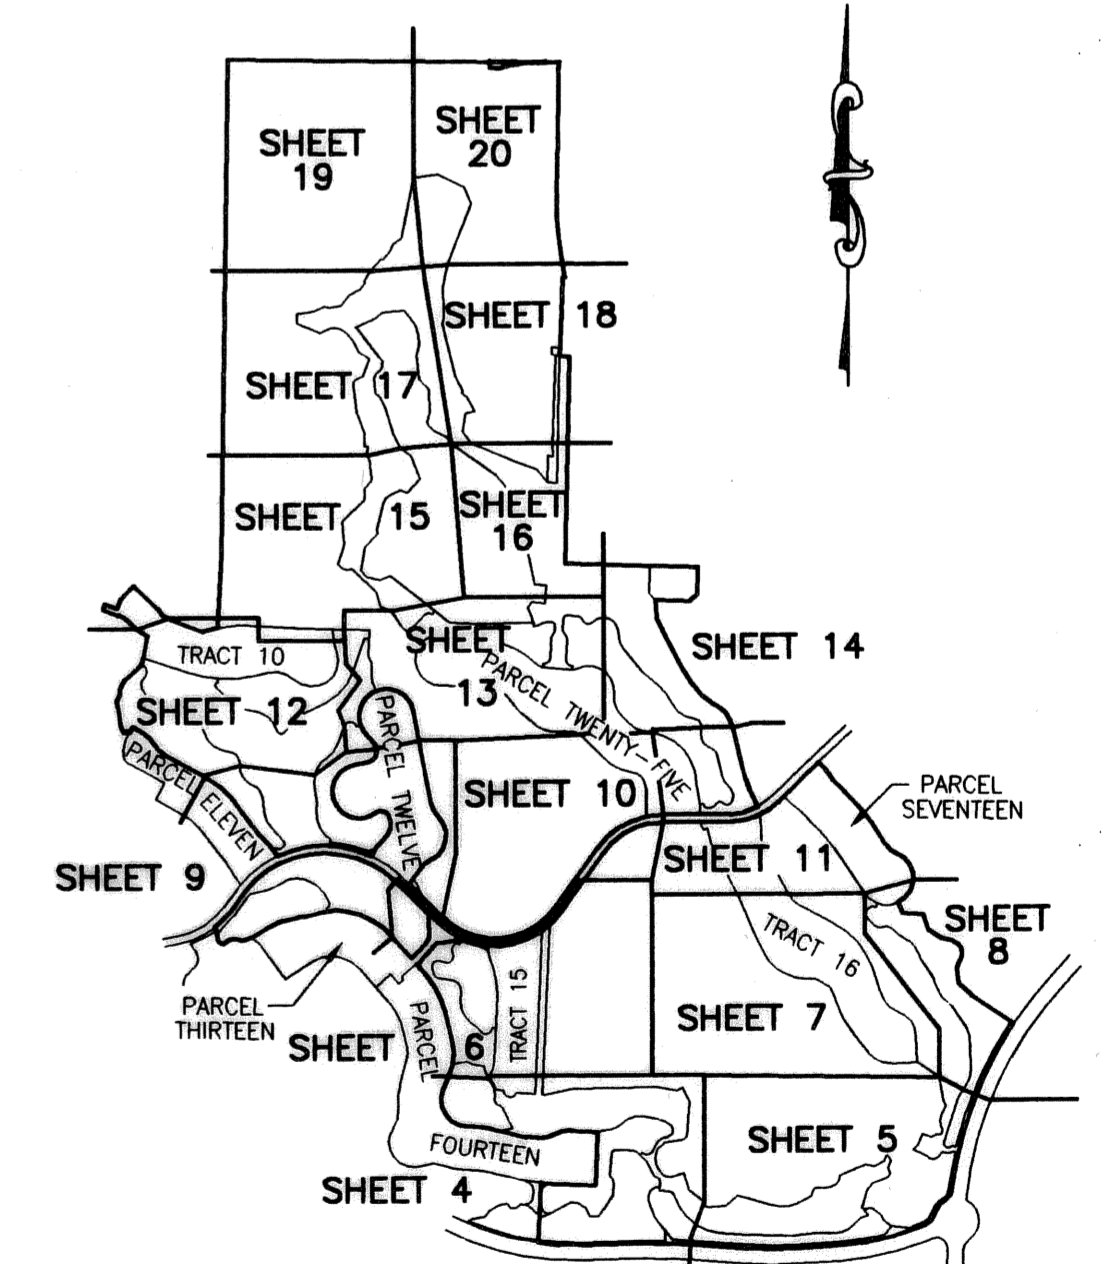 SHEET
19
SHEET
20
SHEET 18
SHEET 17
SHEET 15
SHEET
16
SHEET
13
SHEET 14
TRACT 10
SHEET 12
PARCEL TWENTY-FIVE
PARCEL TWELVE
PARCEL ELEVEN
SHEET 10
PARCEL
SEVENTEEN
SHEET 9
SHEET 11
SHEET
8
TRACT 16
PARCEL
THIRTEEN
SHEET 6
PARCEL
TRACT 15
SHEET 7
FOURTEEN
SHEET 5
SHEET 4